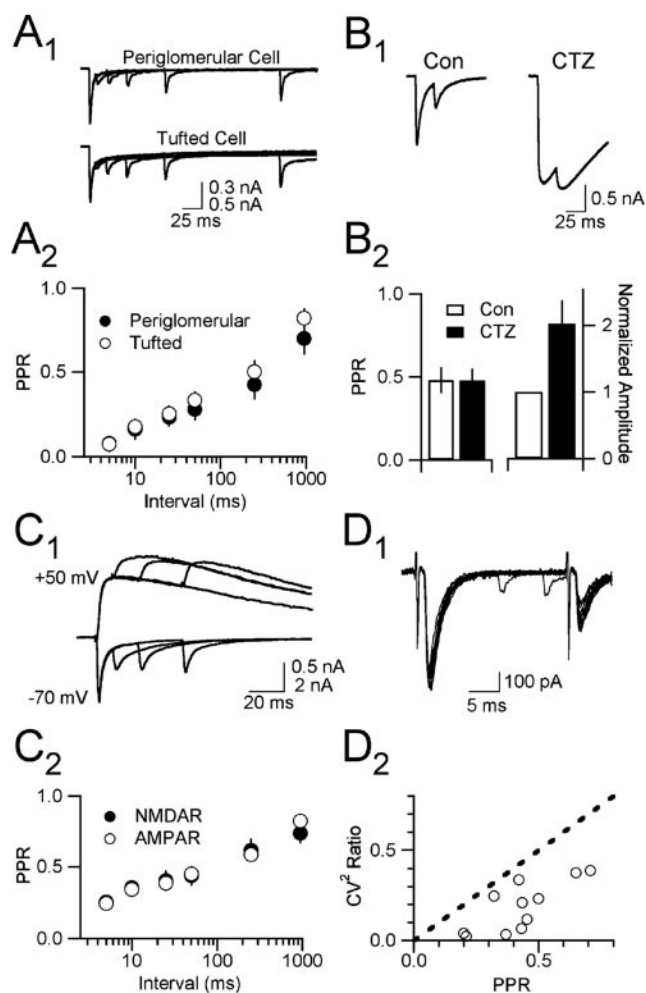 A1
Periglomerular Cell
Tufted Cell
0.3 nA
0.5 nA
25 ms
B1
Con
CTZ
0.5 nA
25 ms
A2
1.0
0.5
0.0
PPR
Periglomerular
Tufted
10
100
1000
Interval (ms)
B2
1.0
0.5
0.0
PPR
Con
CTZ
2
1
0
Normalized Amplitude
C1
+50 mV
-70 mV
0.5 nA
2 nA
20 ms
D1
100 pA
5 ms
C2
1.0
0.5
0.0
PPR
NMDAR
AMPAR
10
100
1000
Interval (ms)
D2
0.5
0.0
CV² Ratio
0.0
0.5
PPR